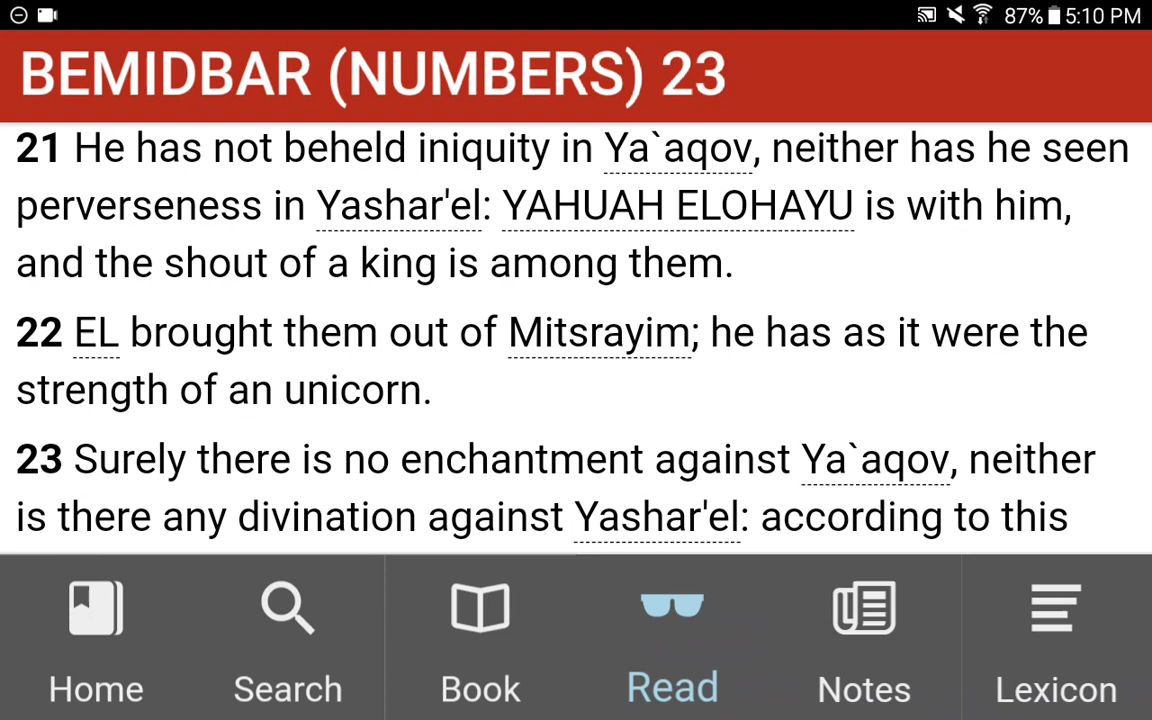 87% 5:10 PM
BEMIDBAR (NUMBERS) 23
21 He has not beheld iniquity in Ya`aqov, neither has he seen
perverseness in Yashar'el: YAHUAH ELOHAYU is with him,
and the shout of a king is among them.
22 EL brought them out of Mitsrayim; he has as it were the
strength of an unicorn.
23 Surely there is no enchantment against Ya`aqov, neither
is there any divination against Yashar'el: according to this
Home Search Book Read Notes Lexicon